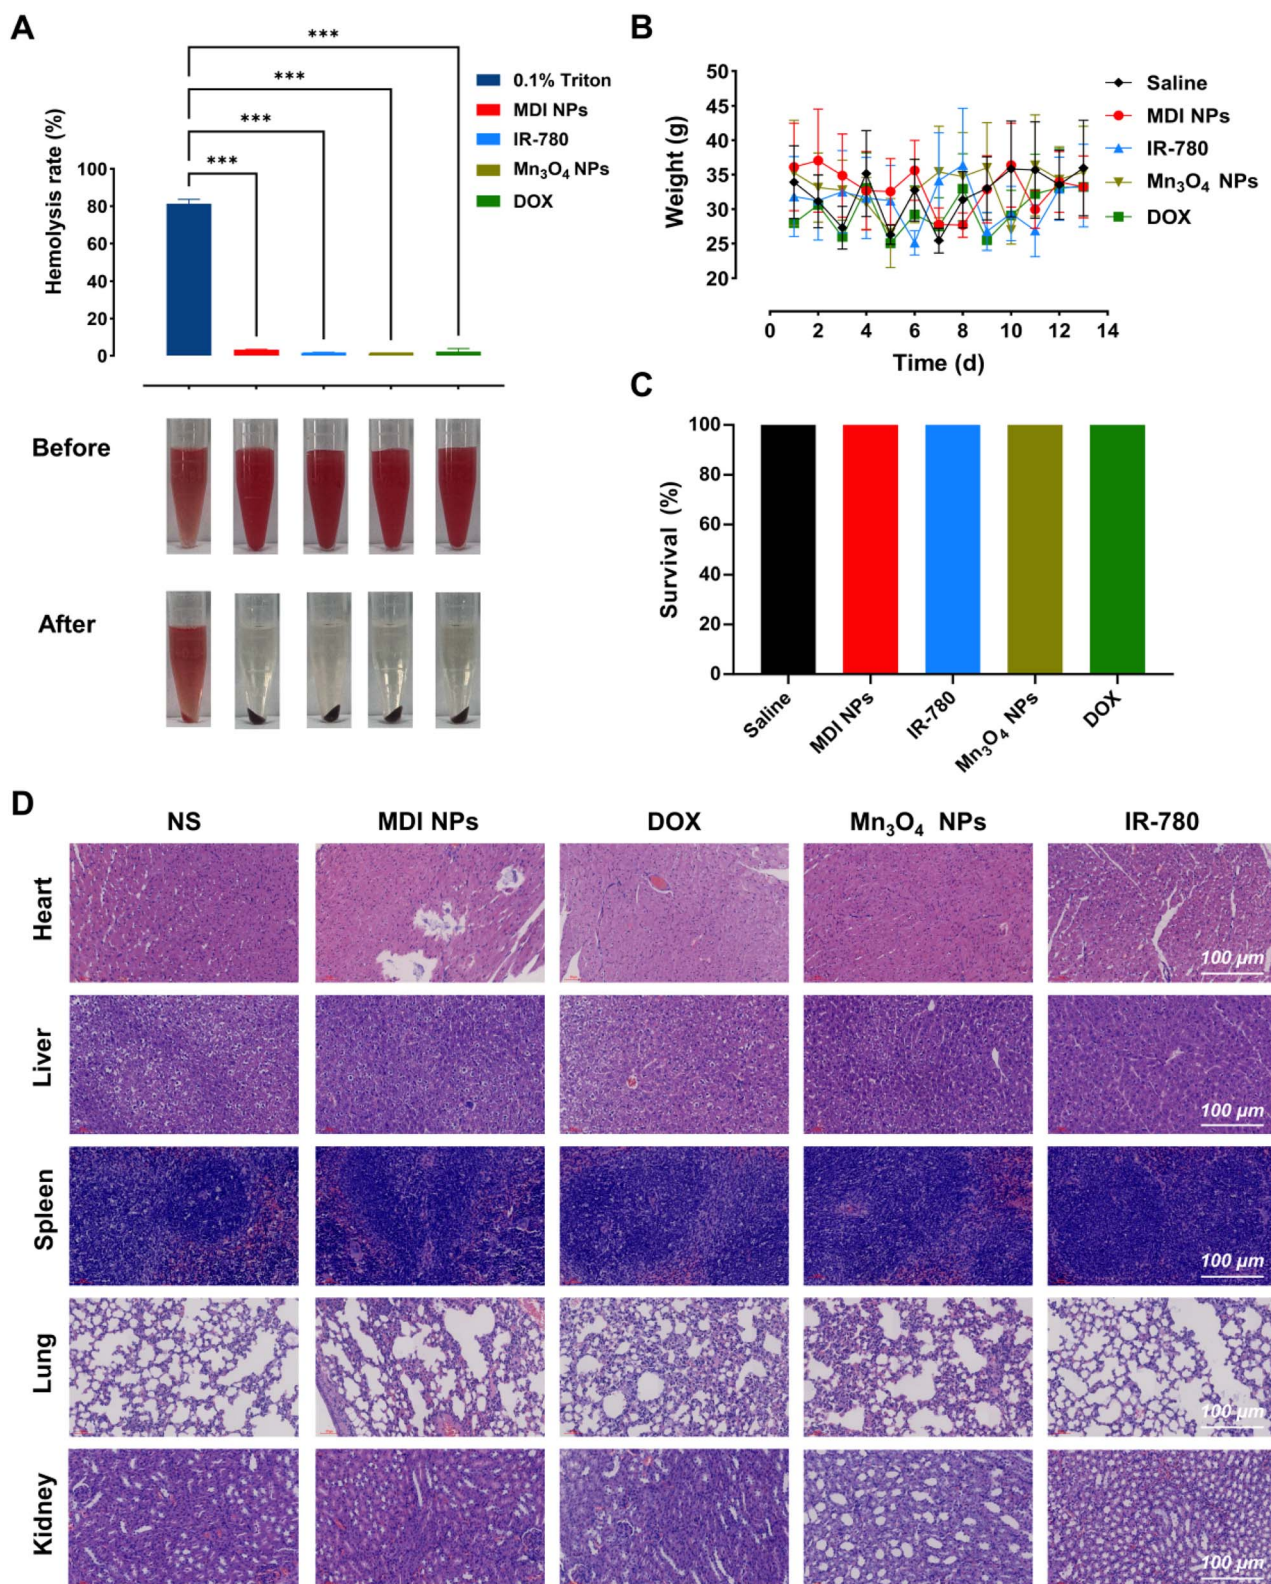 A
***
***
***
***
0.1% Triton
MDI NPs
IR-780
Mn₃O₄ NPs
DOX
Hemolysis rate (%)
100
80
60
40
20
0
Before
After
B
Weight (g)
50
45
40
35
30
25
20
0 2 4 6 8 10 12 14
Time (d)
Saline
MDI NPs
IR-780
Mn₃O₄ NPs
DOX
C
Survival (%)
100
80
60
40
20
0
Saline
MDI NPs
IR-780
Mn₃O₄ NPs
DOX
D
NS MDI NPs DOX Mn₃O₄ NPs IR-780
Heart
100 μm
Liver
100 μm
Spleen
100 μm
Lung
100 μm
Kidney
100 μm